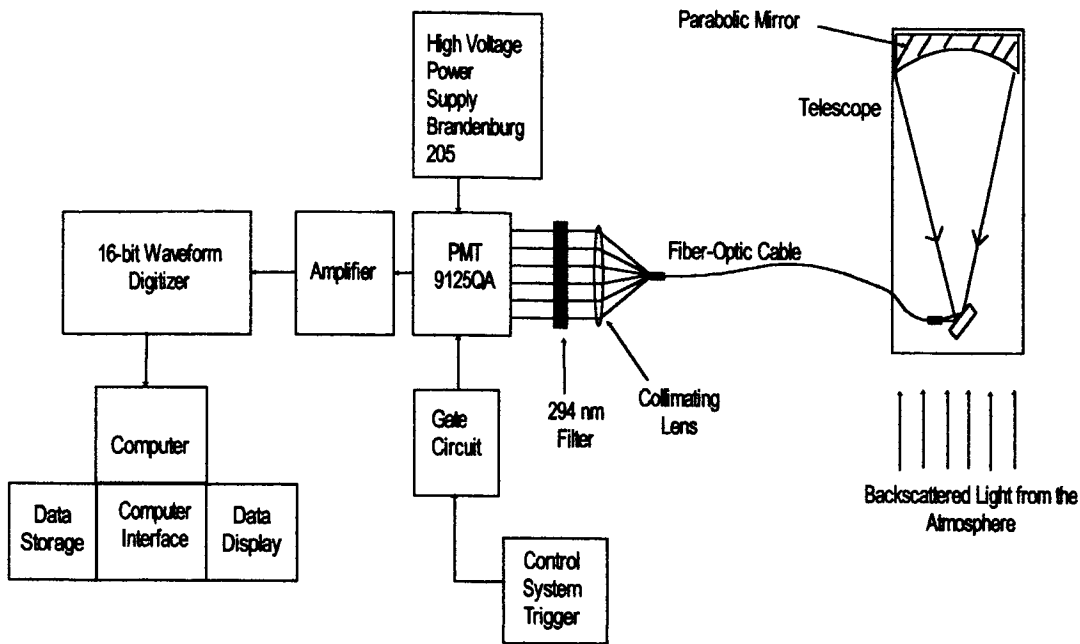 Parabolic Mirror
Telescope
High Voltage
Power
Supply
Brandenburg
205
16-bit Waveform
Digitizer
Amplifier
PMT
9125QA
Fiber-Optic Cable
294 nm
Filter
Collimating
Lens
Gate
Circuit
Computer
Data
Storage
Computer
Interface
Data
Display
Control
System
Trigger
Backscattered Light from the
Atmosphere